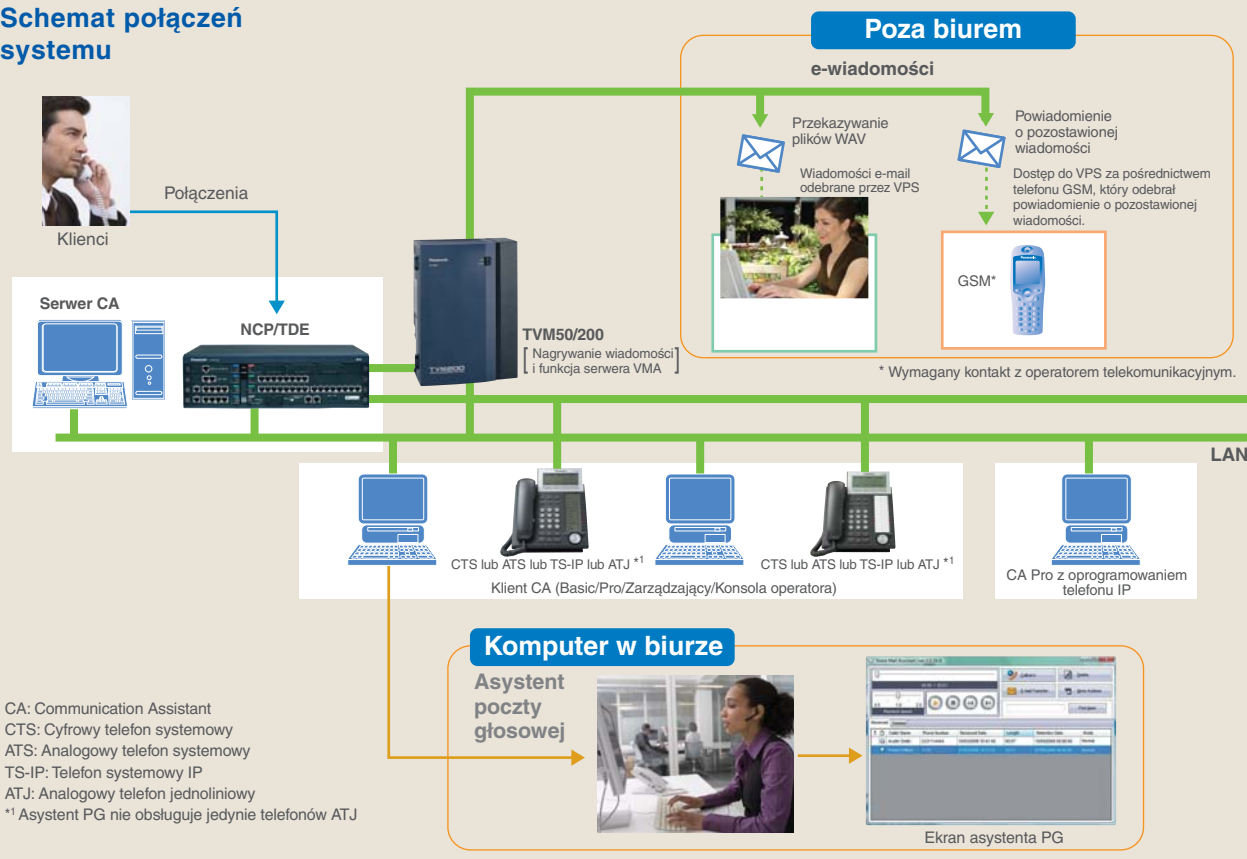 Schemat połączeń
systemu
Poza biurem
e-wiadomości
Przekazywanie
plików WAV
Wiadomości e-mail
odebrane przez VPS
Powiadomienie
o pozostawionej
wiadomości
Dostęp do VPS za pośrednictwem
telefonu GSM, który odebrał
powiadomienie o pozostawionej
wiadomości.
GSM*
* Wymagany kontakt z operatorem telekomunikacyjnym.
Połączenia
Klienci
Serwer CA
NCP/TDE
TVM50/200
[ Nagrywanie wiadomości
i funkcja serwera VMA ]
TVM200
LAN
CTS lub ATS lub TS-IP lub ATJ *1
CTS lub ATS lub TS-IP lub ATJ *1
Klient CA (Basic/Pro/Zarządzający/Konsola operatora)
CA Pro z oprogramowaniem
telefonu IP
Komputer w biurze
Asystent
poczty
głosowej
Ekran asystenta PG
CA: Communication Assistant
CTS: Cyfrowy telefon systemowy
ATS: Analogowy telefon systemowy
TS-IP: Telefon systemowy IP
ATJ: Analogowy telefon jednoliniowy
*1 Asystent PG nie obsługuje jedynie telefonów ATJ